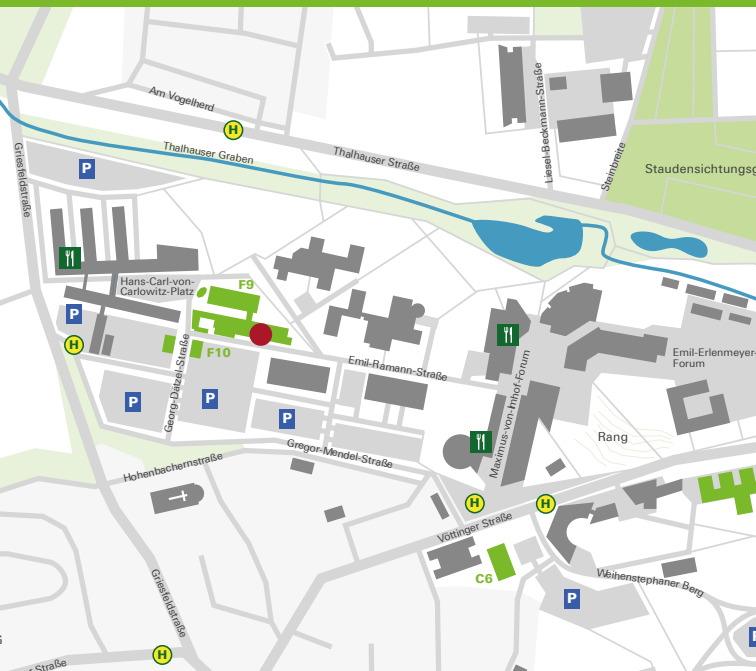 Am Vogelherd
H
Thalhauser Graben
Thalhauser Straße
Liesel-Beckmann-Straße
Steinbreite
Staudensichtungsg
P
Griesfeldstraße
Hans-Carl-von-
Carlowitz-Platz
F9
P
H
F10
Georg-Dätzel-Straße
Emil-Ramann-Straße
Maximus-von-Imhof-Forum
Emil-Erlenmeyer-
Forum
P
P
P
Rang
Gregor-Mendel-Straße
Hohenbachernstraße
H
H
Vöttinger Straße
C6
Weihenstephaner Berg
P
Griesfeldstraße
H
r Straße